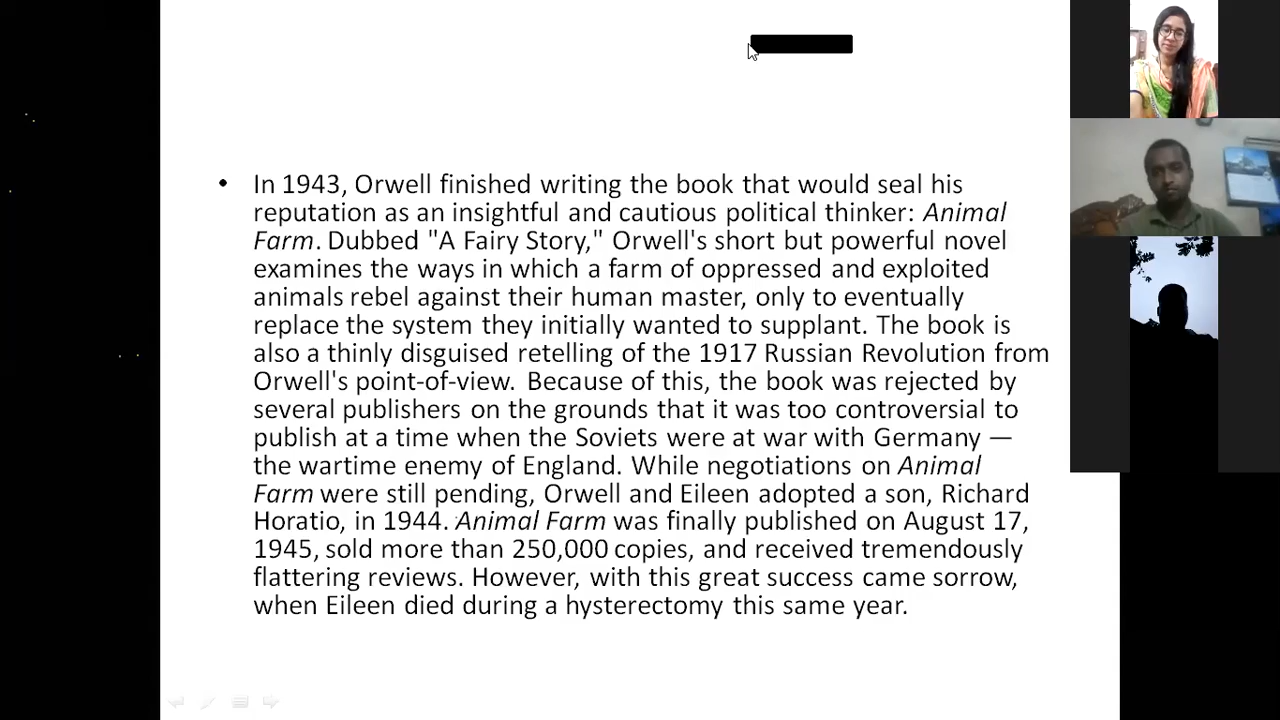 • In 1943, Orwell finished writing the book that would seal his
reputation as an insightful and cautious political thinker: Animal
Farm. Dubbed "A Fairy Story," Orwell's short but powerful novel
examines the ways in which a farm of oppressed and exploited
animals rebel against their human master, only to eventually
replace the system they initially wanted to supplant. The book is
also a thinly disguised retelling of the 1917 Russian Revolution from
Orwell's point-of-view. Because of this, the book was rejected by
several publishers on the grounds that it was too controversial to
publish at a time when the Soviets were at war with Germany —
the wartime enemy of England. While negotiations on Animal
Farm were still pending, Orwell and Eileen adopted a son, Richard
Horatio, in 1944. Animal Farm was finally published on August 17,
1945, sold more than 250,000 copies, and received tremendously
flattering reviews. However, with this great success came sorrow,
when Eileen died during a hysterectomy this same year.